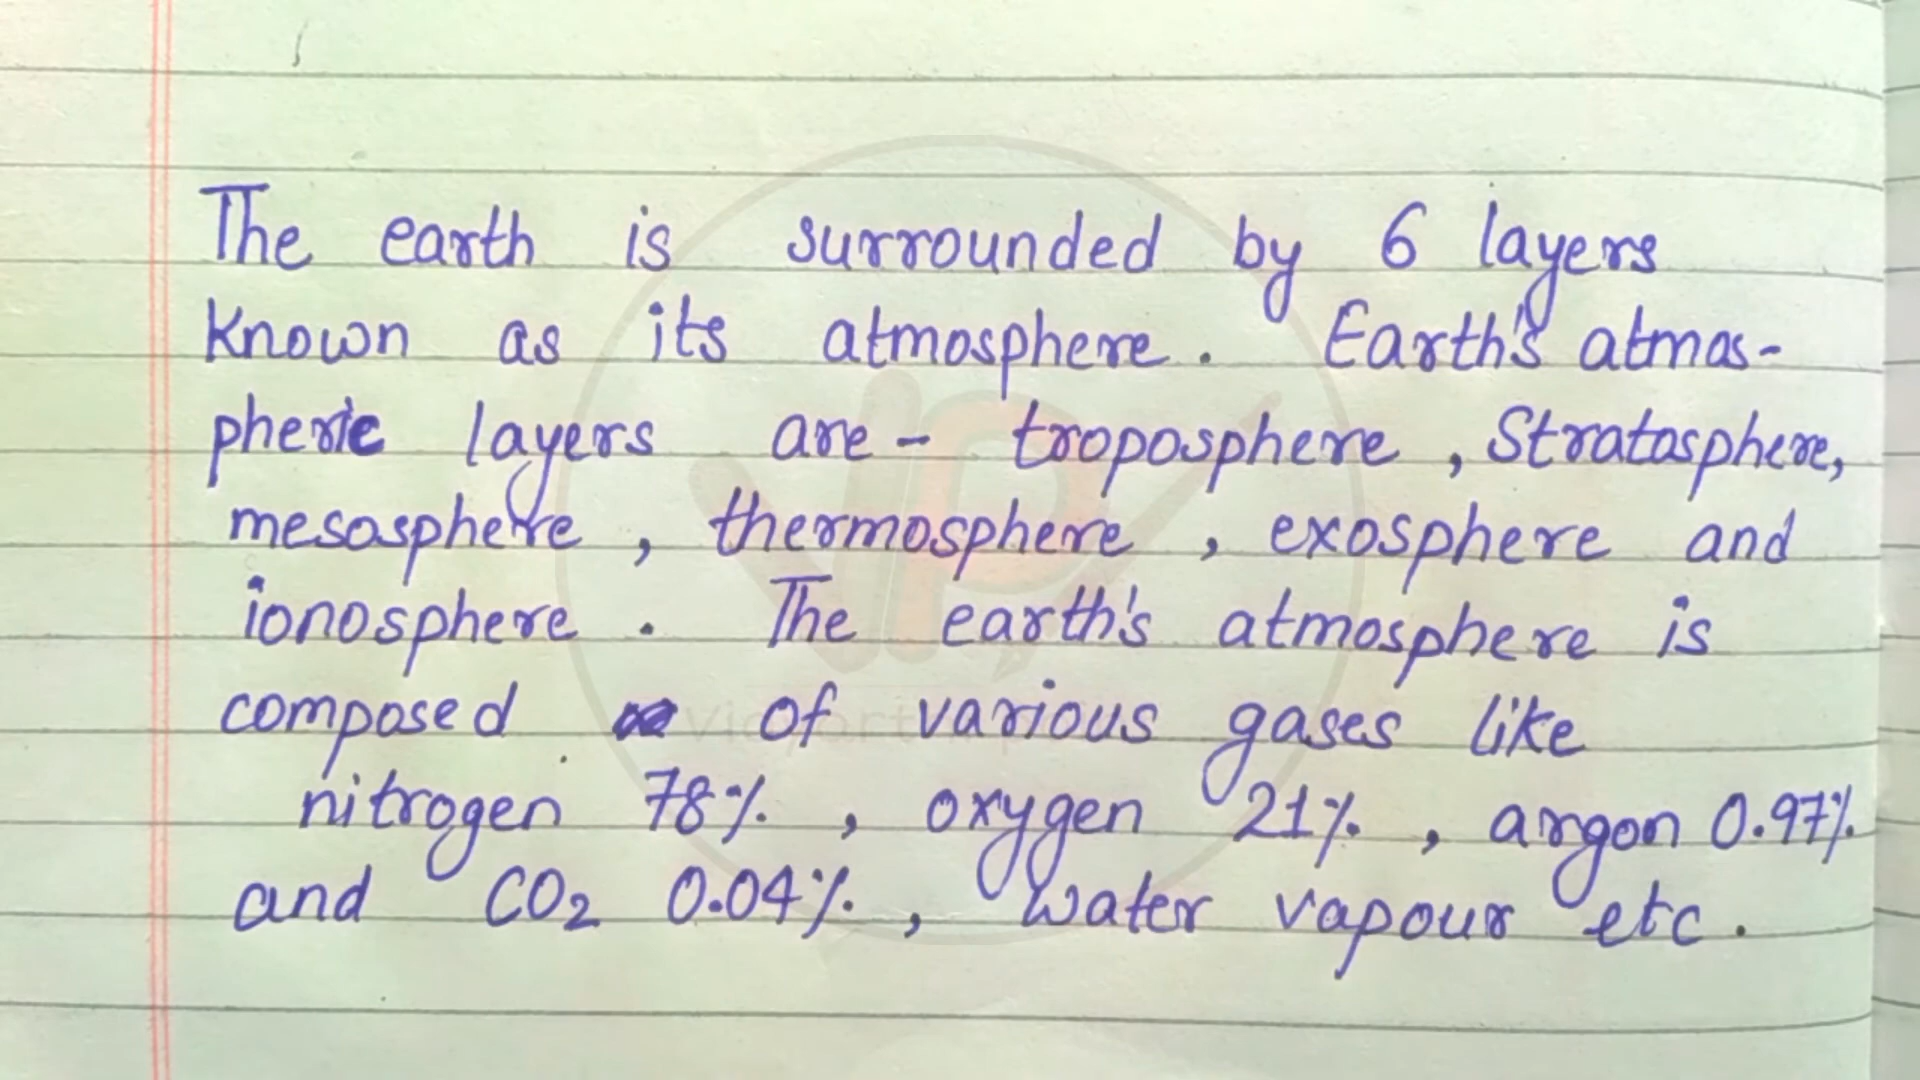 The earth is surrounded by 6 layers
Known as its atmosphere. Earth's atmos-
pheric layers are - troposphere, Stratosphere,
mesosphere, thermosphere, exosphere and
ionosphere. The earth's atmosphere is
composed of various gases like
nitrogen 78%, oxygen 21%, argon 0.97%
and CO₂ 0.04%, Water vapour etc.